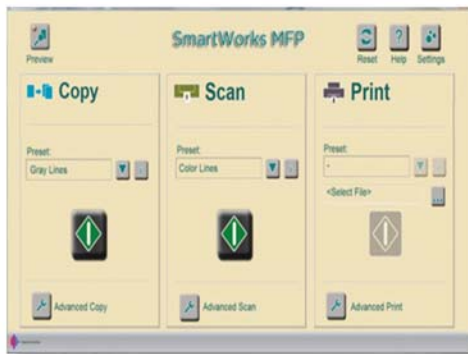 SmartWorks MFP
Preview
Reset Help Settings
Copy
Scan
Print
Preset:
Gray Lines
Preset:
Color Lines
Preset:
-
<Select File>
...
Advanced Copy
Advanced Scan
Advanced Print